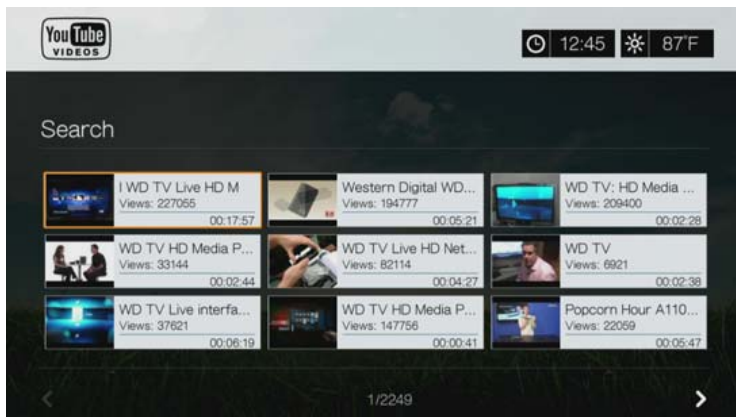 You Tube
VIDEOS
12:45 87°F
Search
I WD TV Live HD M
Views: 227055
00:17:57
Western Digital WD...
Views: 194777
00:05:21
WD TV: HD Media ...
Views: 209400
00:02:28
WD TV HD Media P...
Views: 33144
00:02:44
WD TV Live HD Net...
Views: 82114
00:04:27
WD TV
Views: 6921
00:02:38
WD TV Live interfa...
Views: 37621
00:06:19
WD TV HD Media P...
Views: 147756
00:00:41
Popcorn Hour A110...
Views: 22059
00:05:47
1/2249